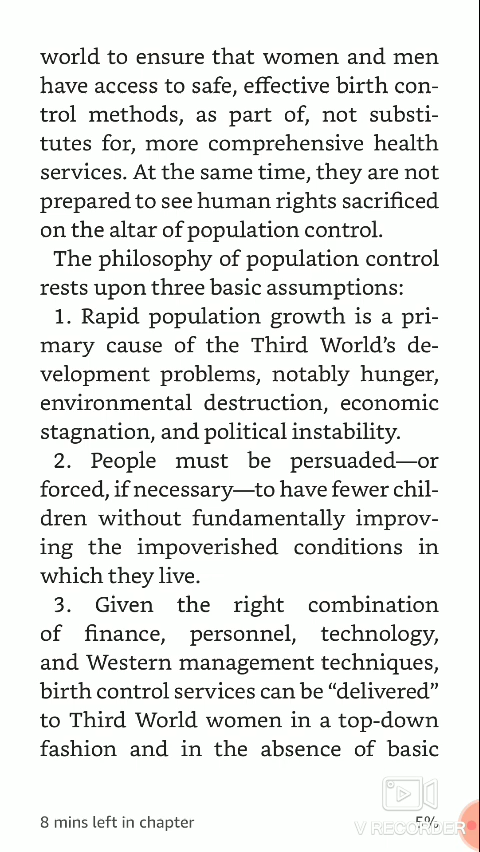 world to ensure that women and men
have access to safe, effective birth con-
trol methods, as part of, not substi-
tutes for, more comprehensive health
services. At the same time, they are not
prepared to see human rights sacrificed
on the altar of population control.
The philosophy of population control
rests upon three basic assumptions:
1. Rapid population growth is a pri-
mary cause of the Third World’s de-
velopment problems, notably hunger,
environmental destruction, economic
stagnation, and political instability.
2. People must be persuaded—or
forced, if necessary—to have fewer chil-
dren without fundamentally improv-
ing the impoverished conditions in
which they live.
3. Given the right combination
of finance, personnel, technology,
and Western management techniques,
birth control services can be “delivered”
to Third World women in a top-down
fashion and in the absence of basic
8 mins left in chapter 5%
V RECORDER